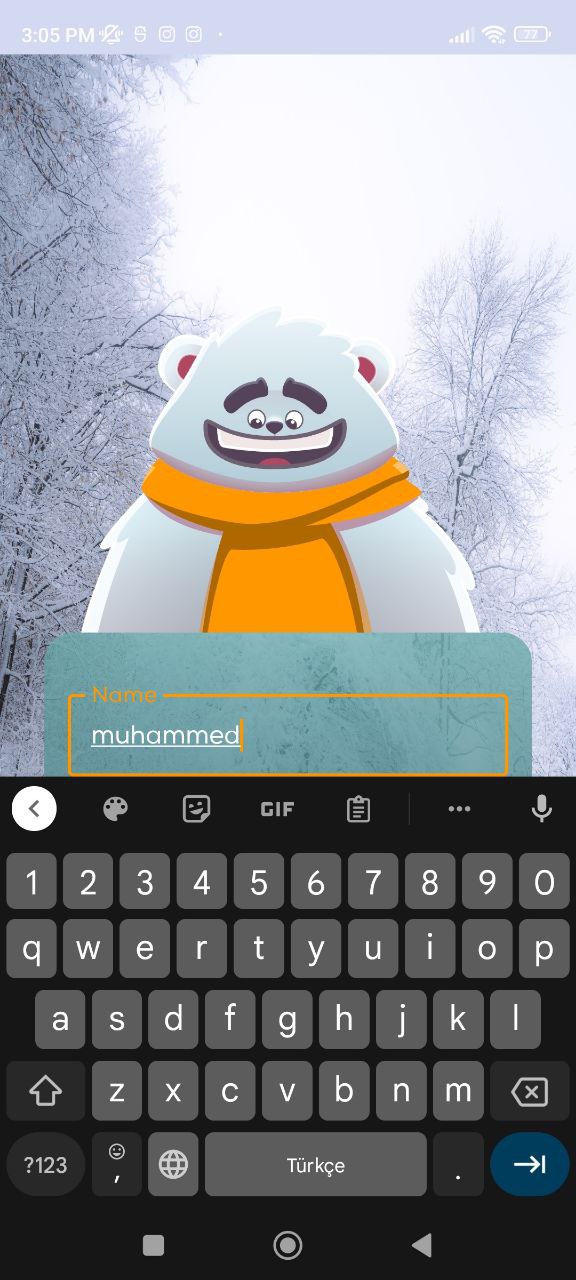 3:05 PM
77
Name
muhammed
GIF
1 2 3 4 5 6 7 8 9 0
q w e r t y u i o p
a s d f g h j k l
z x c v b n m
?123 , Türkçe .